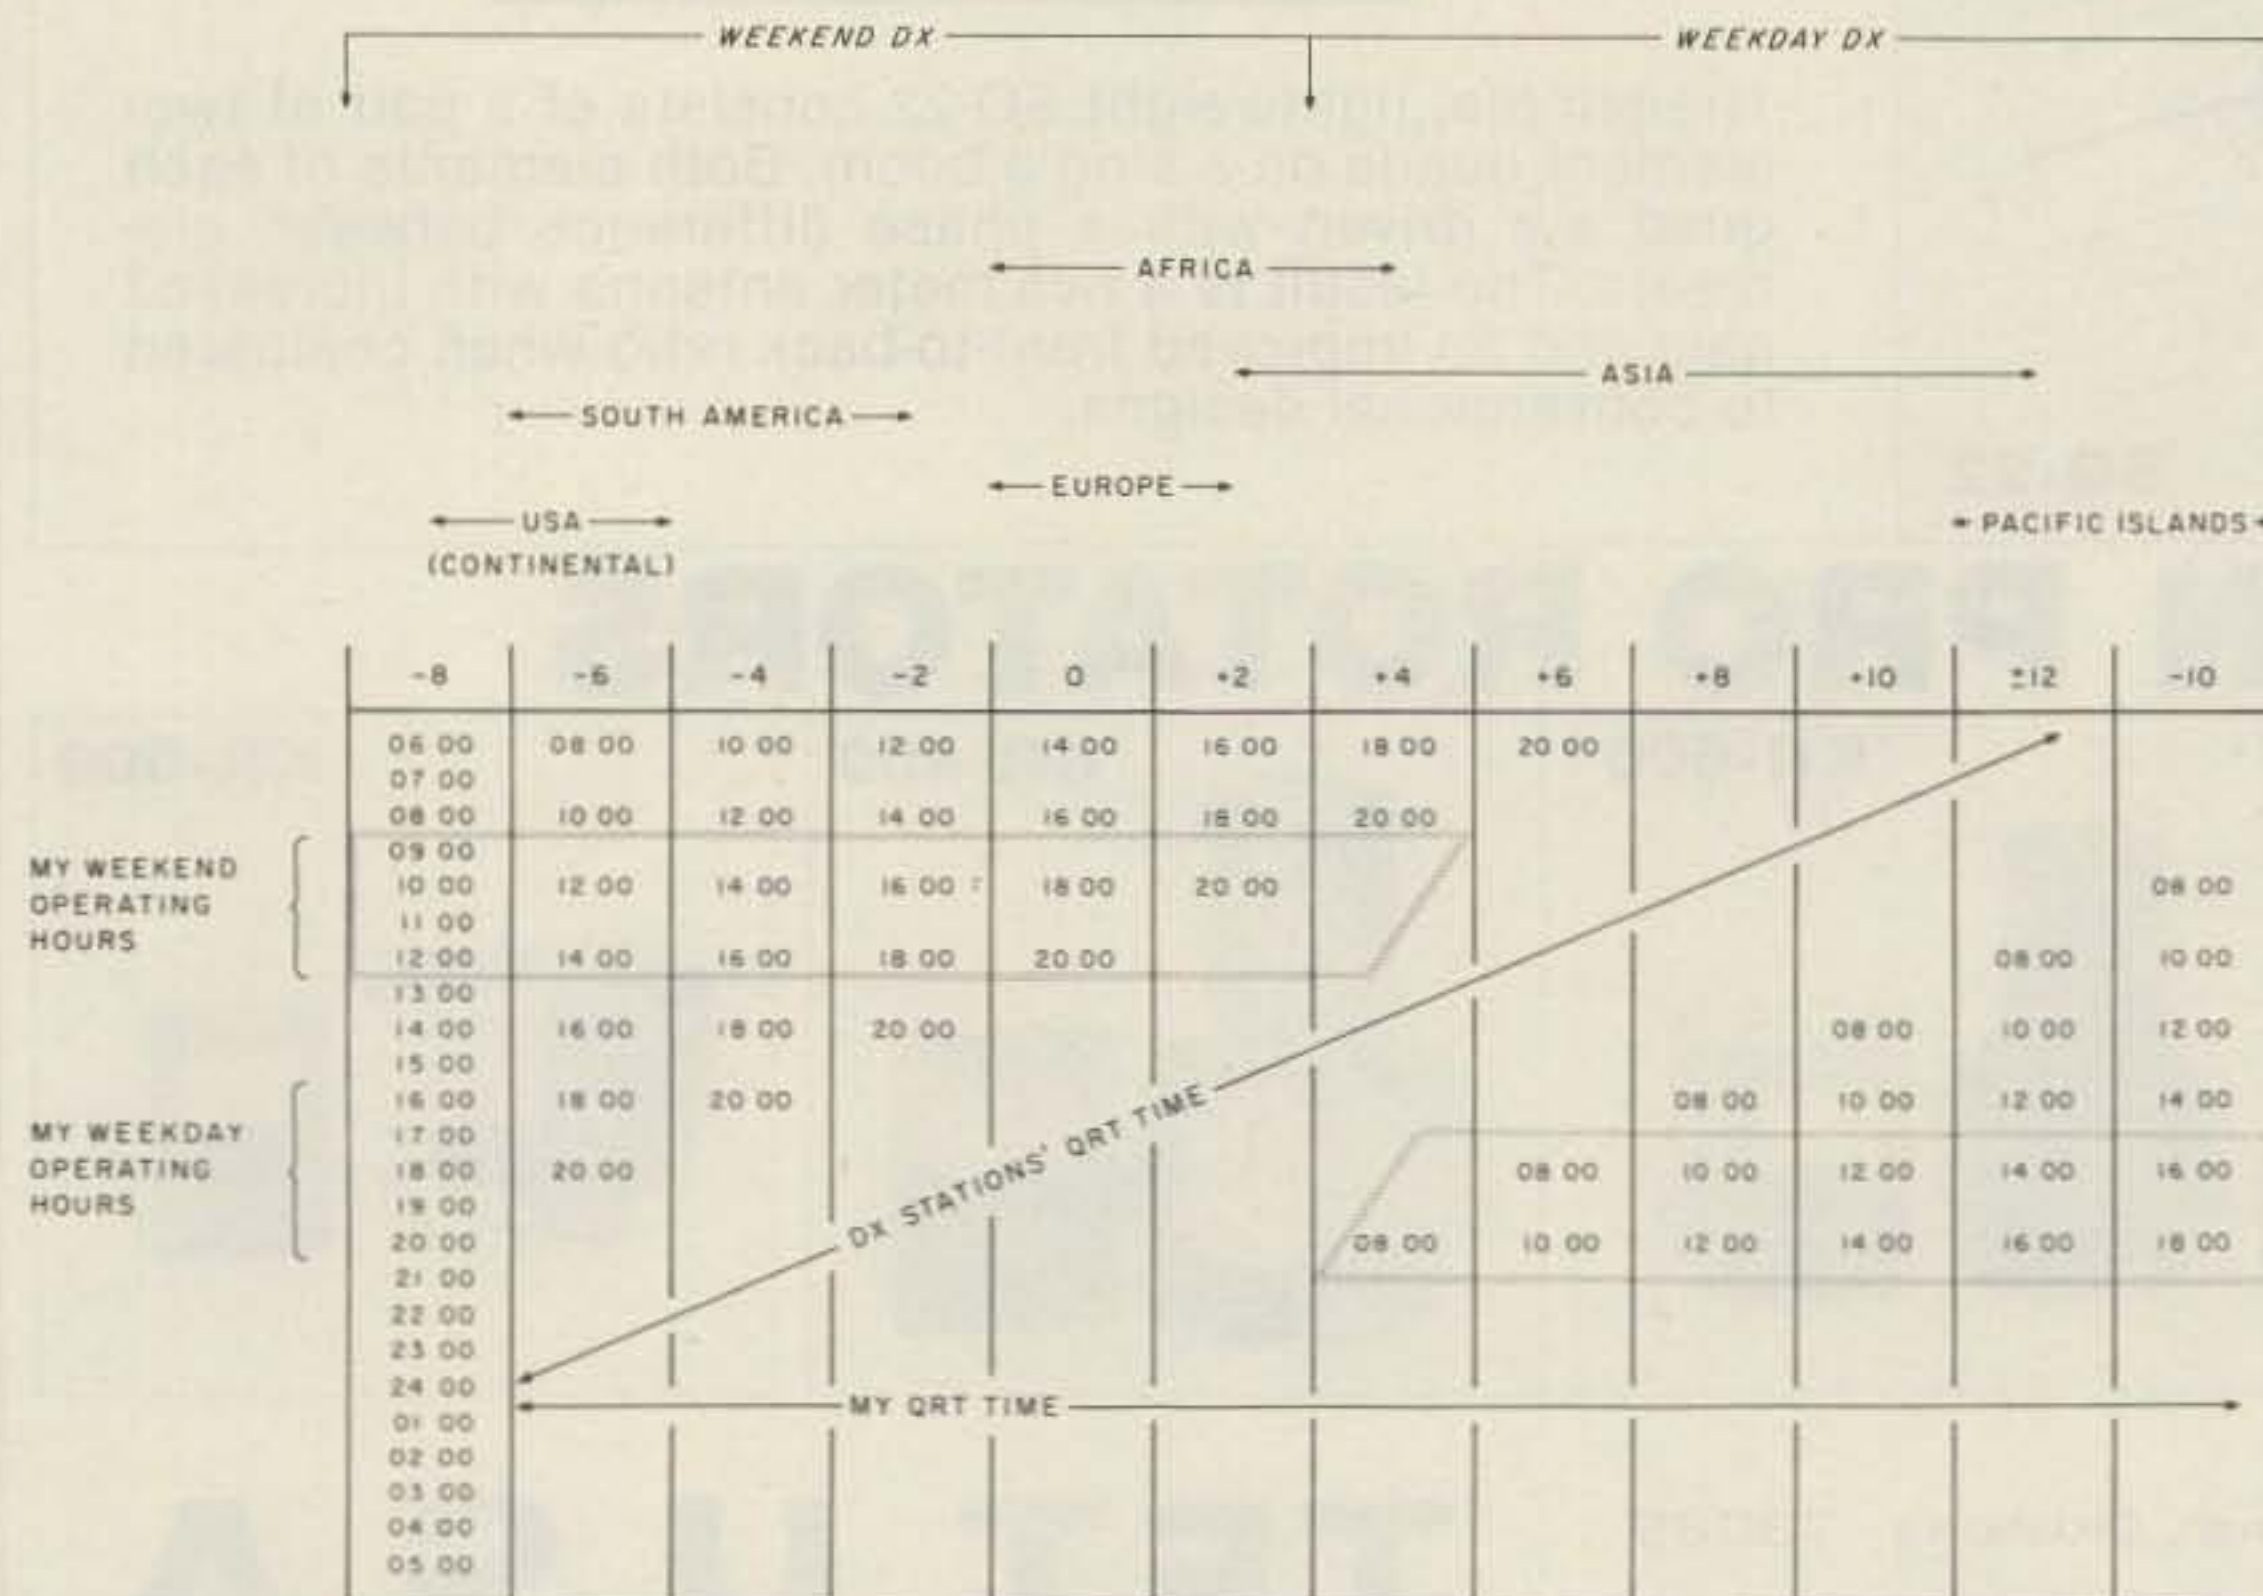 WEEKEND DX WEEKDAY DX
AFRICA
ASIA
SOUTH AMERICA
EUROPE
USA PACIFIC ISLANDS
(CONTINENTAL)
-8 -6 -4 -2 0 +2 +4 +6 +8 +10 ±12 -10
06 00 08 00 10 00 12 00 14 00 16 00 18 00 20 00
07 00
08 00 10 00 12 00 14 00 16 00 18 00 20 00
09 00
MY WEEKEND
OPERATING
HOURS
10 00 12 00 14 00 16 00 18 00 20 00 08 00
11 00
12 00 14 00 16 00 18 00 20 00 08 00 10 00
13 00
14 00 16 00 18 00 20 00 08 00 10 00 12 00
15 00
16 00 18 00 20 00 08 00 10 00 12 00 14 00
MY WEEKDAY
OPERATING
HOURS
17 00
18 00 20 00 08 00 10 00 12 00 14 00 16 00
19 00
20 00 08 00 10 00 12 00 14 00 16 00 18 00
DX STATIONS' QRT TIME
21 00
22 00
23 00
24 00
MY QRT TIME
01 00
02 00
03 00
04 00
05 00